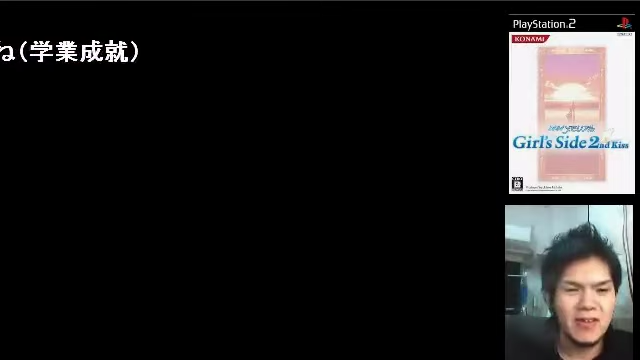 ね(学業成就)
PlayStation.2
KONAMI
Girl's Side 2nd Kiss